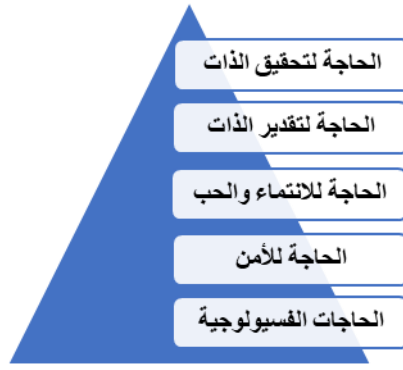 الحاجة لتحقيق الذات
الحاجة لتقدير الذات
الحاجة للانتماء والحب
الحاجة للأمن
الحاجات الفسيولوجية